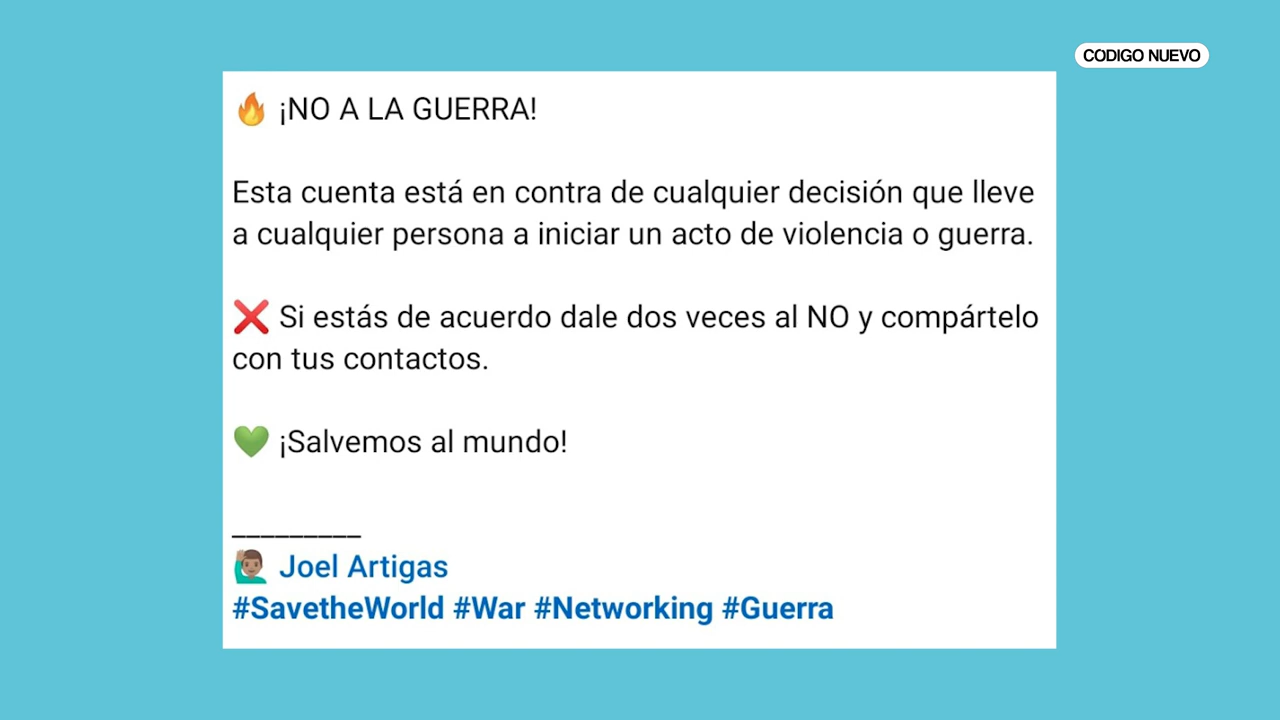 CODIGO NUEVO
🔥 ¡NO A LA GUERRA!
Esta cuenta está en contra de cualquier decisión que lleve
a cualquier persona a iniciar un acto de violencia o guerra.
❌ Si estás de acuerdo dale dos veces al NO y compártelo
con tus contactos.
💚 ¡Salvemos al mundo!
_________
🙋🏽‍♂️ Joel Artigas
#SavetheWorld #War #Networking #Guerra